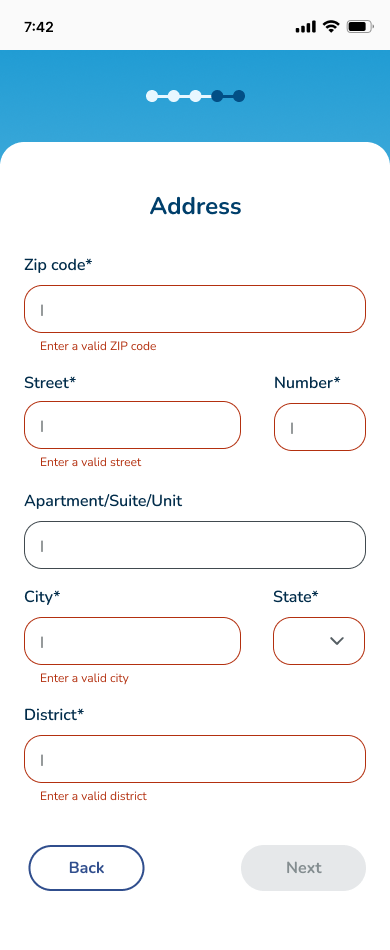 7:42
Address
Zip code*
Enter a valid ZIP code
Street* Number*
Enter a valid street
Apartment/Suite/Unit
City* State*
Enter a valid city
District*
Enter a valid district
Back Next